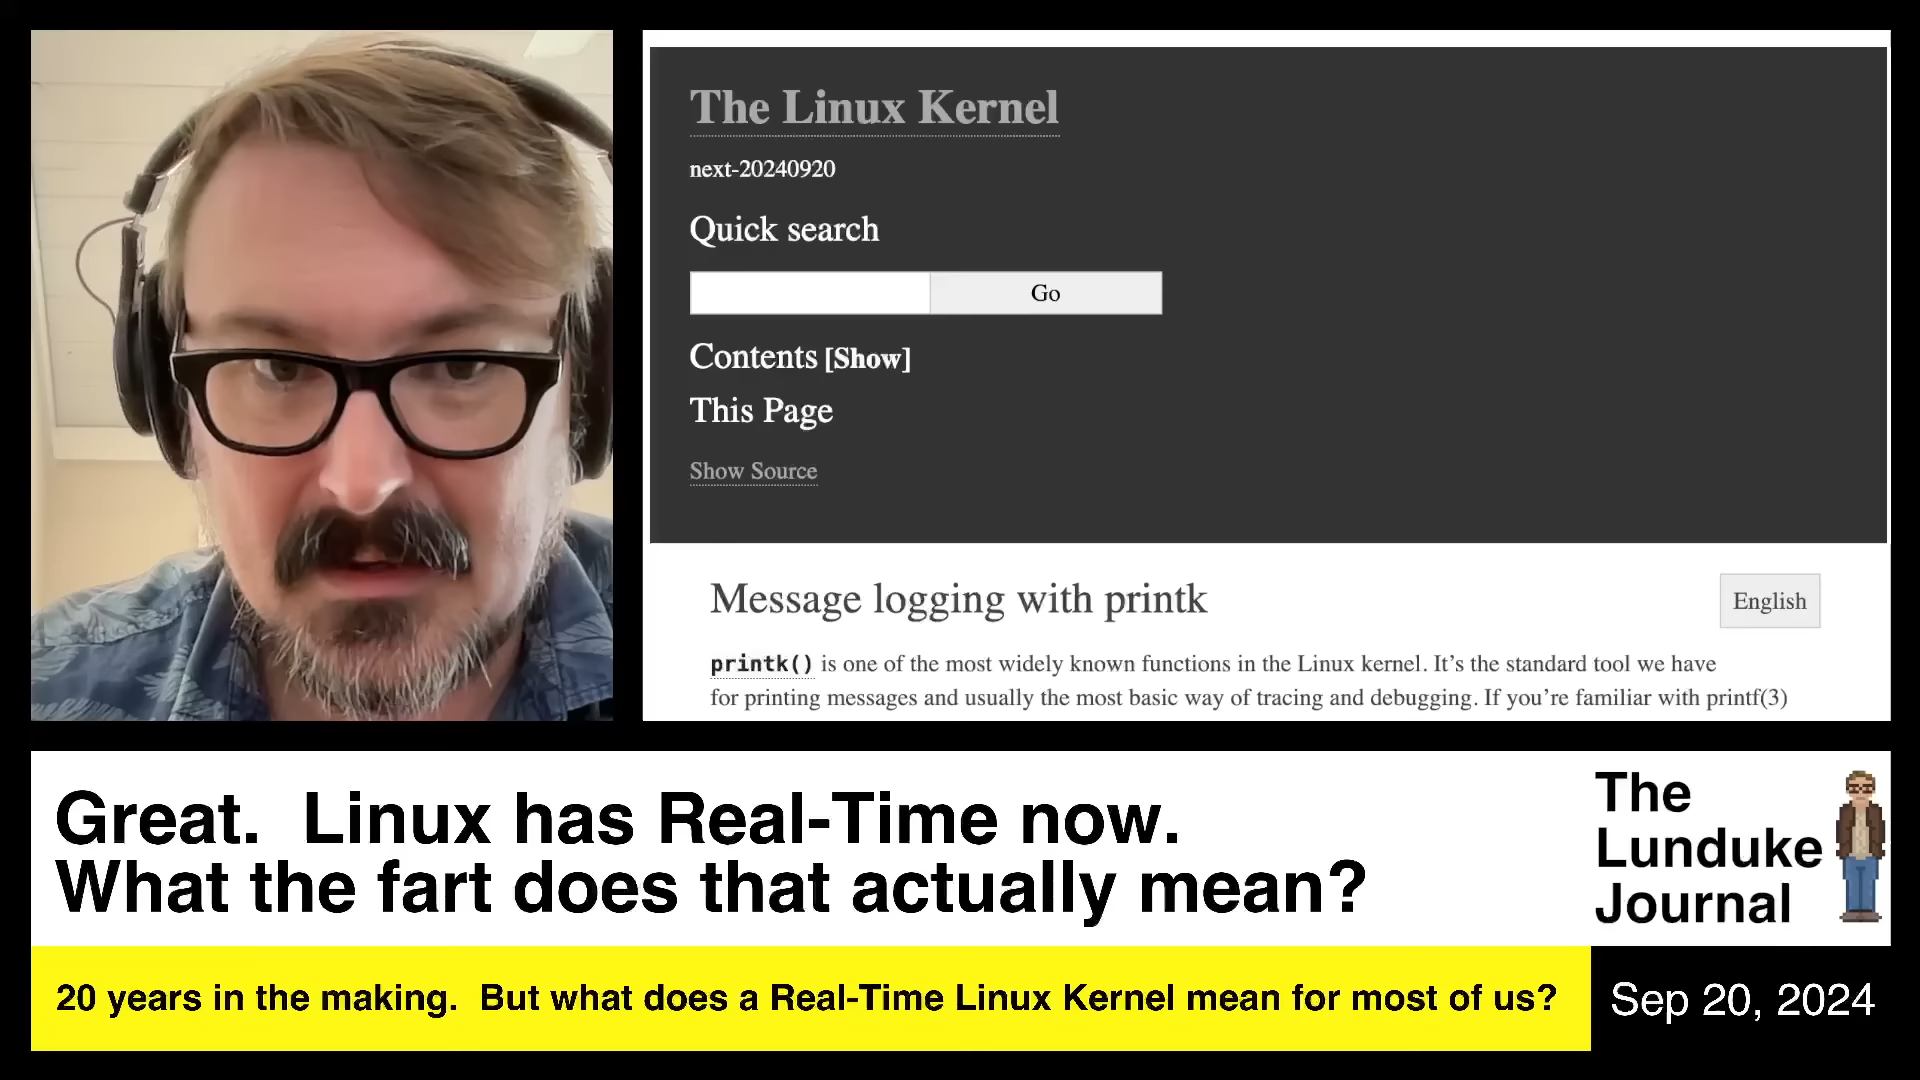 The Linux Kernel
next-20240920
Quick search
Go
Contents [Show]
This Page
Show Source
Message logging with printk
English
printk() is one of the most widely known functions in the Linux kernel. It’s the standard tool we have
for printing messages and usually the most basic way of tracing and debugging. If you’re familiar with printf(3)
Great. Linux has Real-Time now.
What the fart does that actually mean?
The
Lunduke
Journal
20 years in the making. But what does a Real-Time Linux Kernel mean for most of us?
Sep 20, 2024